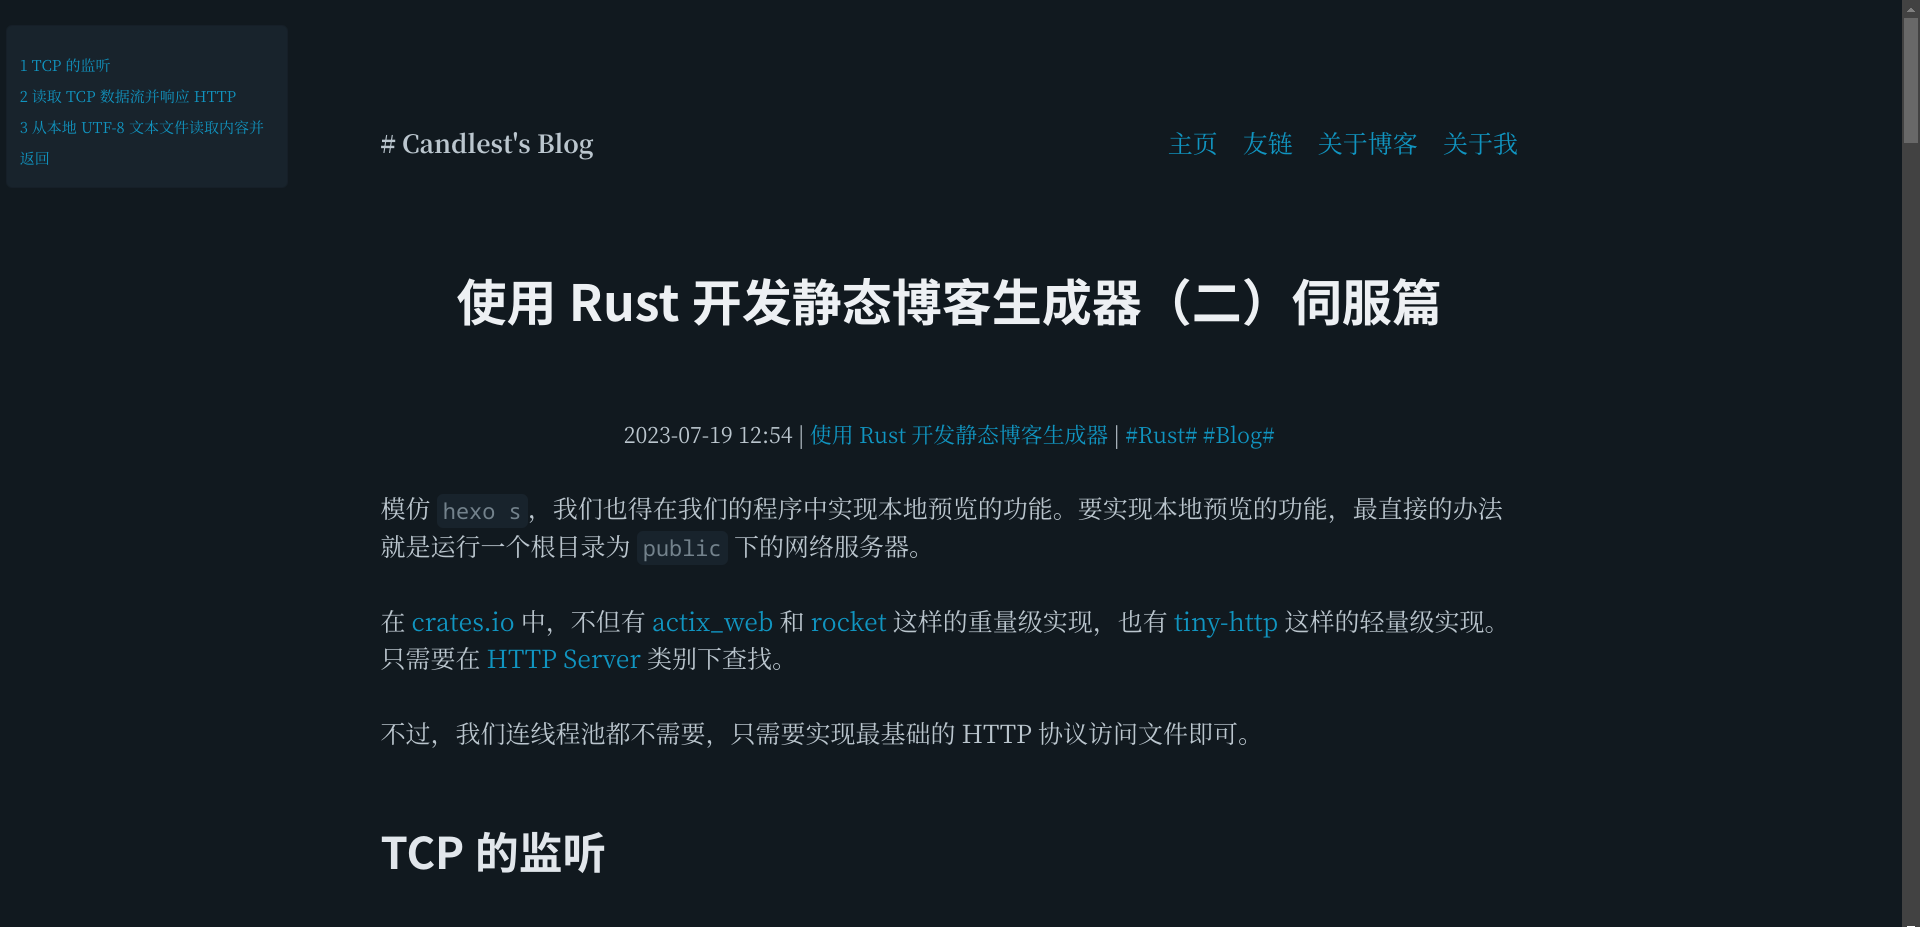 1 TCP 的监听
2 读取 TCP 数据流并响应 HTTP
3 从本地 UTF-8 文本文件读取内容并
返回
# Candlest's Blog
主页 友链 关于博客 关于我
使用 Rust 开发静态博客生成器（二）伺服篇
2023-07-19 12:54 | 使用 Rust 开发静态博客生成器 | #Rust# #Blog#
模仿 hexo s，我们也得在我们的程序中实现本地预览的功能。要实现本地预览的功能，最直接的办法
就是运行一个根目录为 public 下的网络服务器。
在 crates.io 中，不但有 actix_web 和 rocket 这样的重量级实现，也有 tiny-http 这样的轻量级实现。
只需要在 HTTP Server 类别下查找。
不过，我们连线程池都不需要，只需要实现最基础的 HTTP 协议访问文件即可。
TCP 的监听